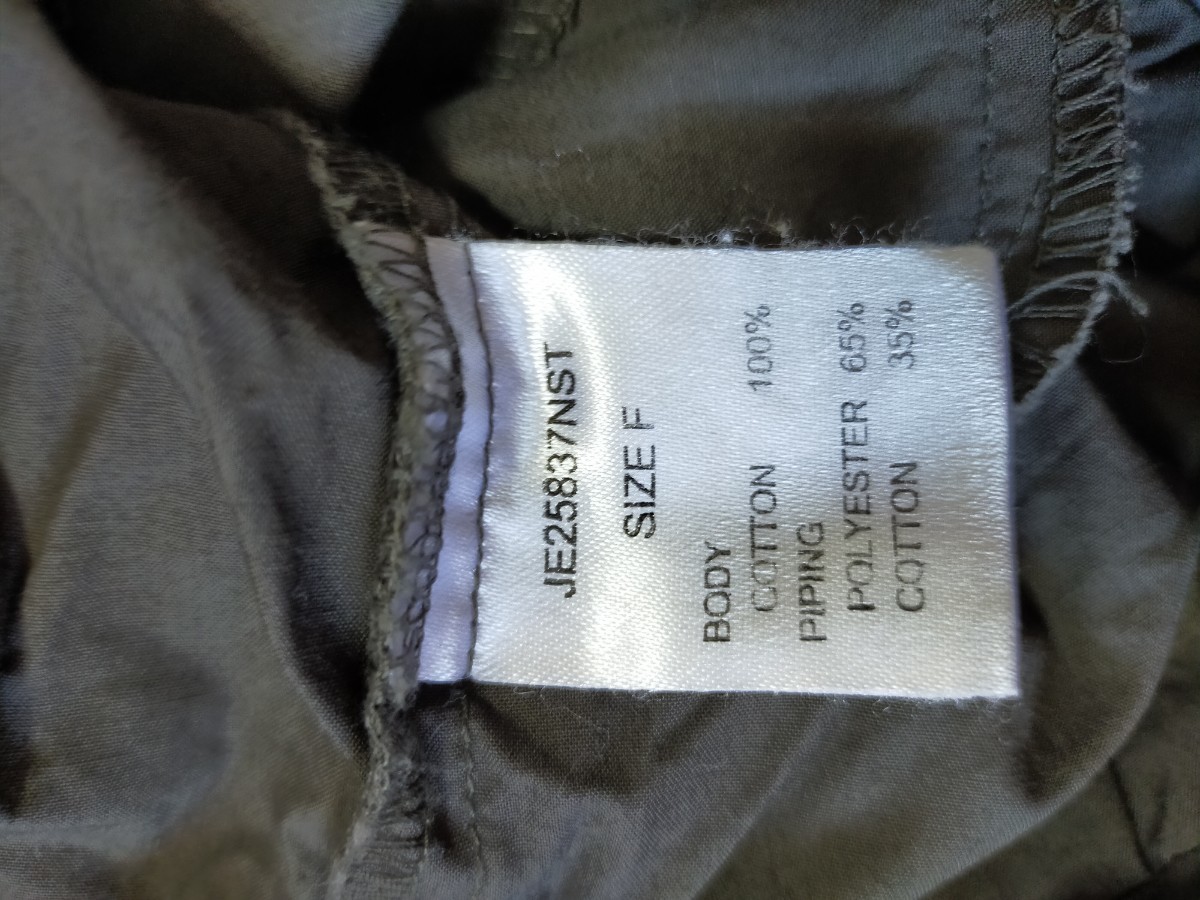 JE25837NST
SIZE F
BODY
COTTON 100%
PIPING
POLYESTER 65%
COTTON 35%